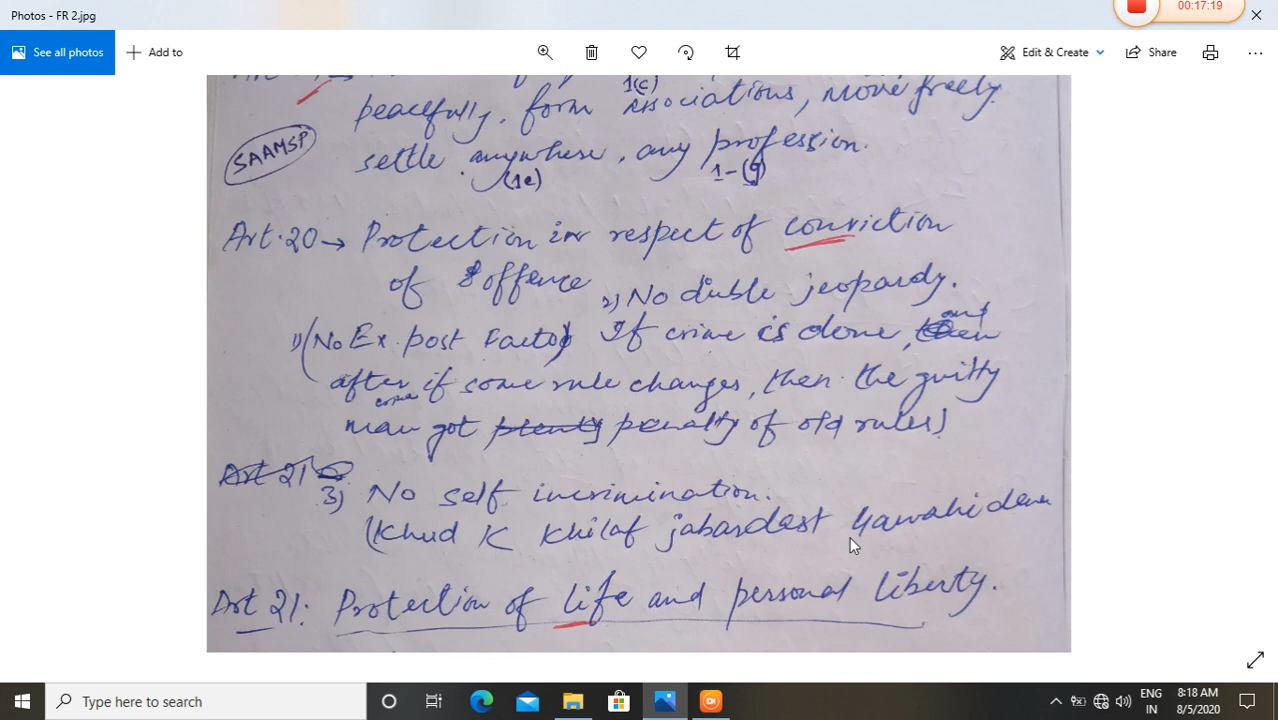 Photos - FR 2.jpg
00:17:19
See all photos
Add to
Edit & Create
Share
1(c)
peacefully, form associations, move freely.
SAAMSP
settle anywhere, any profession.
(1e)
1-(g)
Art. 20 → Protection in respect of conviction
of offence
2) No duble jeopardy.
1) (No Ex. post Facto) If crime is done, and
after crime if some rule changes, then the guilty
man got penalty of old rules)
Art 21
3) No self incrimination.
(Khud K Khilaf jabardast Gawahi dena
Art 21: Protection of life and personal liberty.
Type here to search
ENG
8:18 AM
IN
8/5/2020